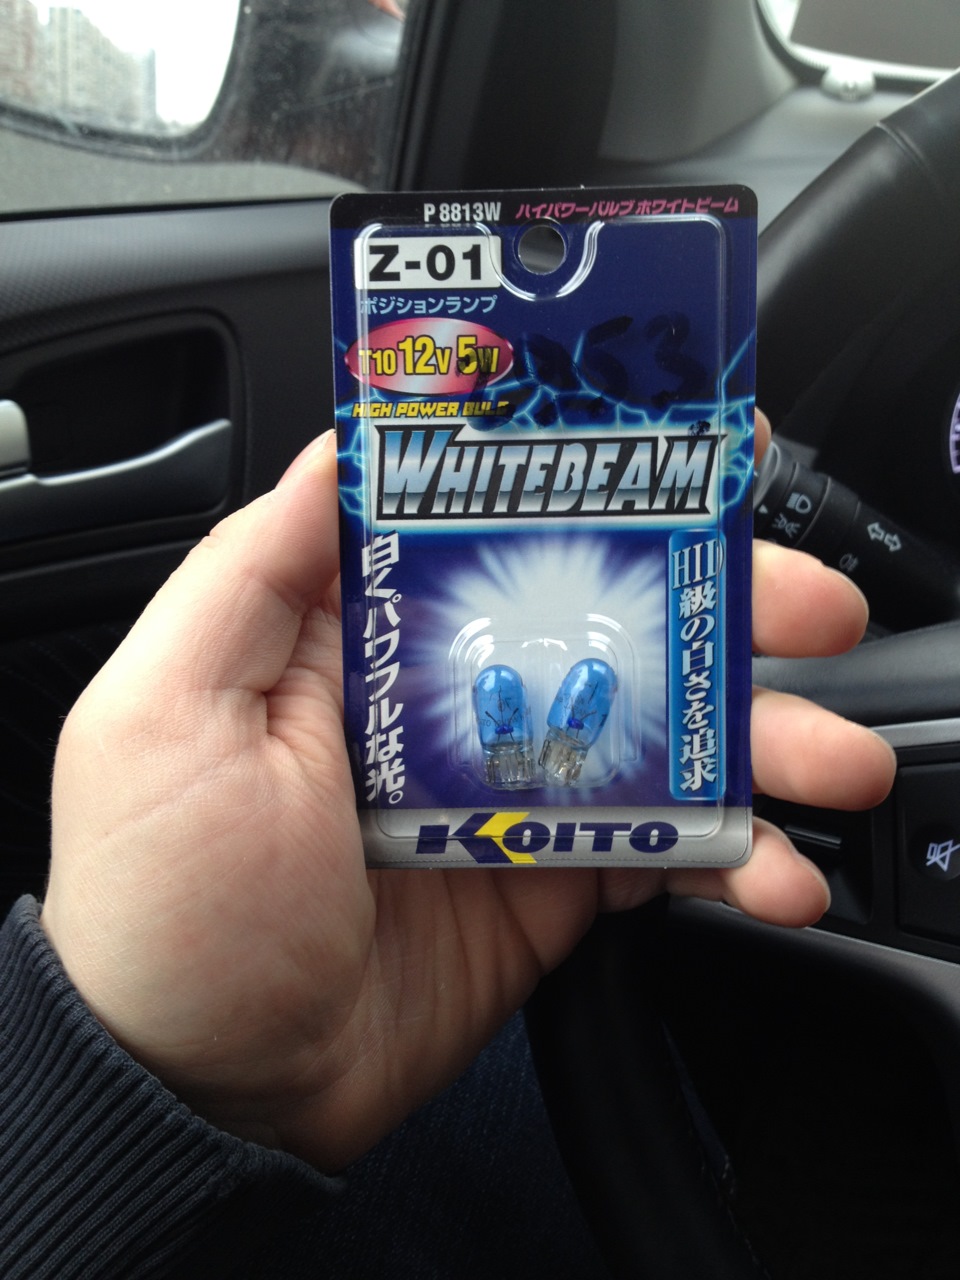 P8813W ハイパワーバルブホワイトビーム
Z-01
ポジションランプ
T10 12V 5W
HIGH POWER BULB
WHITEBEAM
白くパワフルな光。
HID級の白さを追求
KOITO